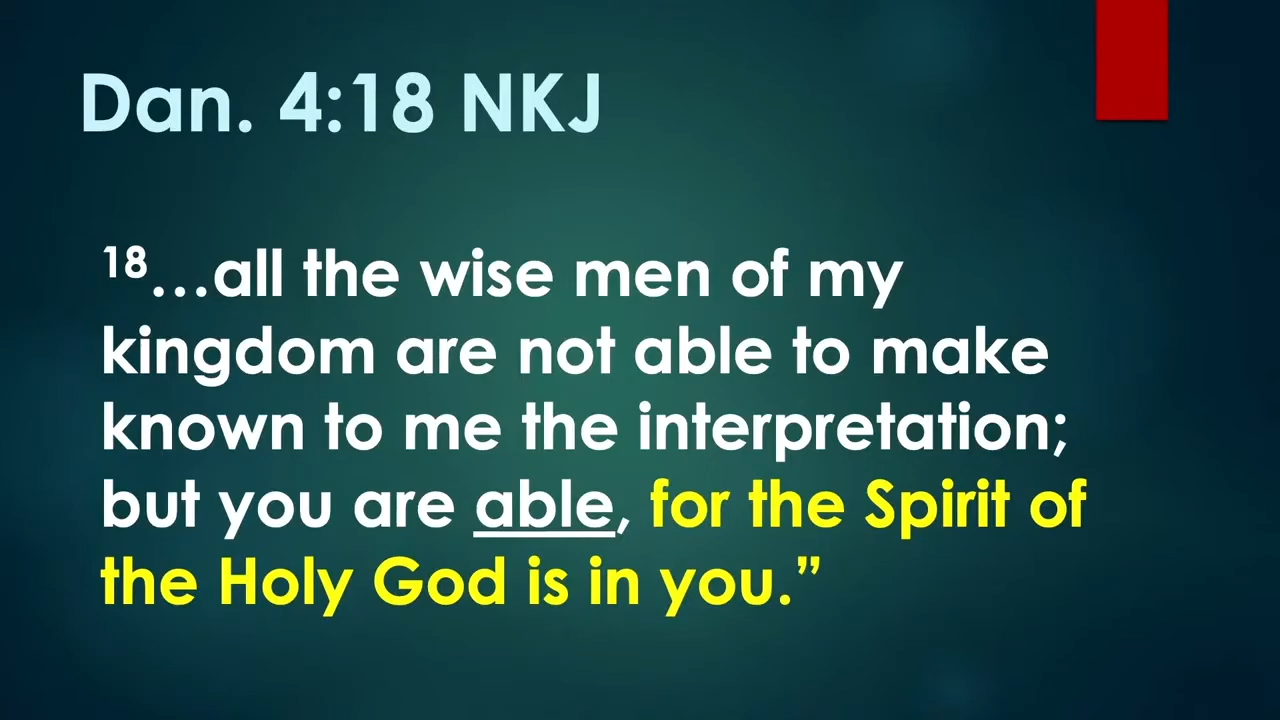 Dan. 4:18 NKJ
18…all the wise men of my
kingdom are not able to make
known to me the interpretation;
but you are able, for the Spirit of
the Holy God is in you.”